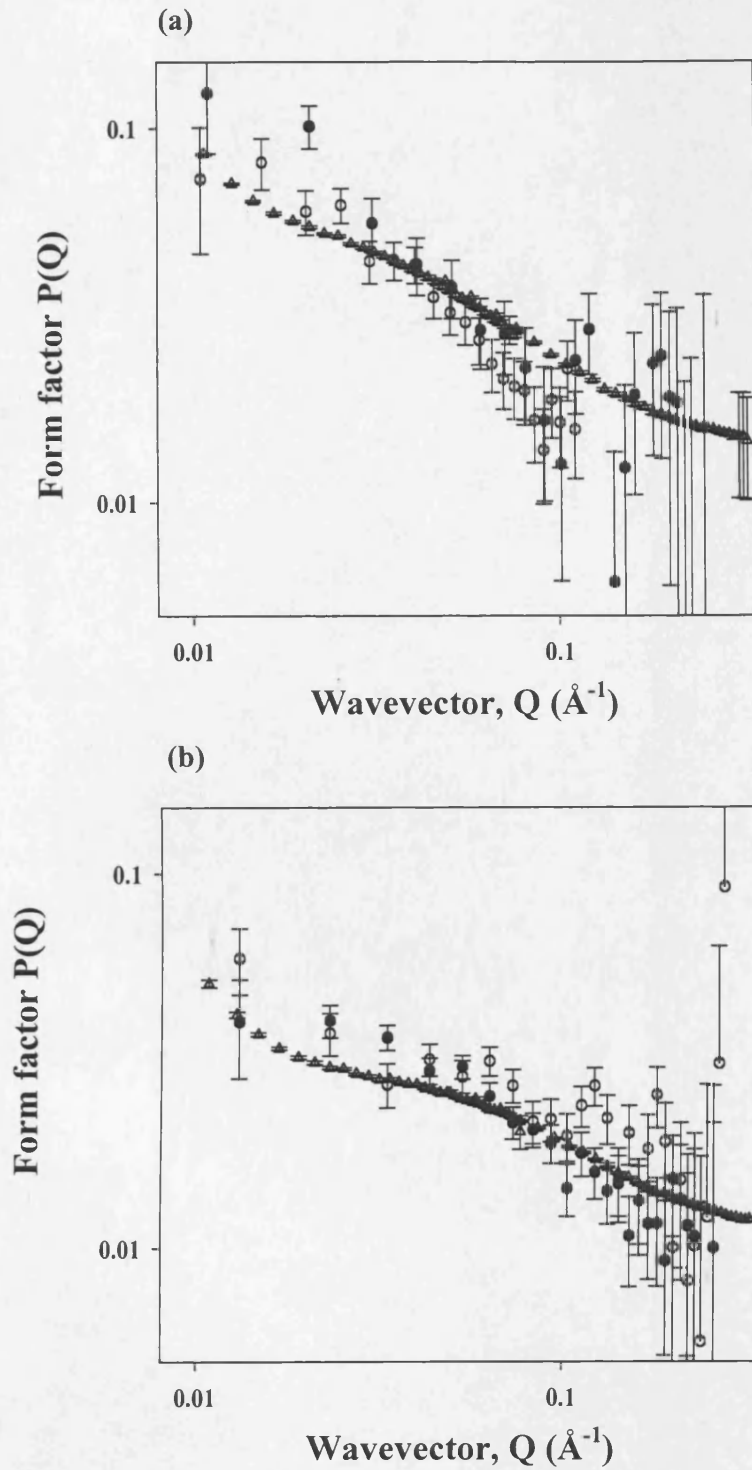 (a)
0.1
0.01
Form factor P(Q)
0.01
0.1
Wavevector, Q (Å⁻¹)
(b)
0.1
0.01
Form factor P(Q)
0.01
0.1
Wavevector, Q (Å⁻¹)